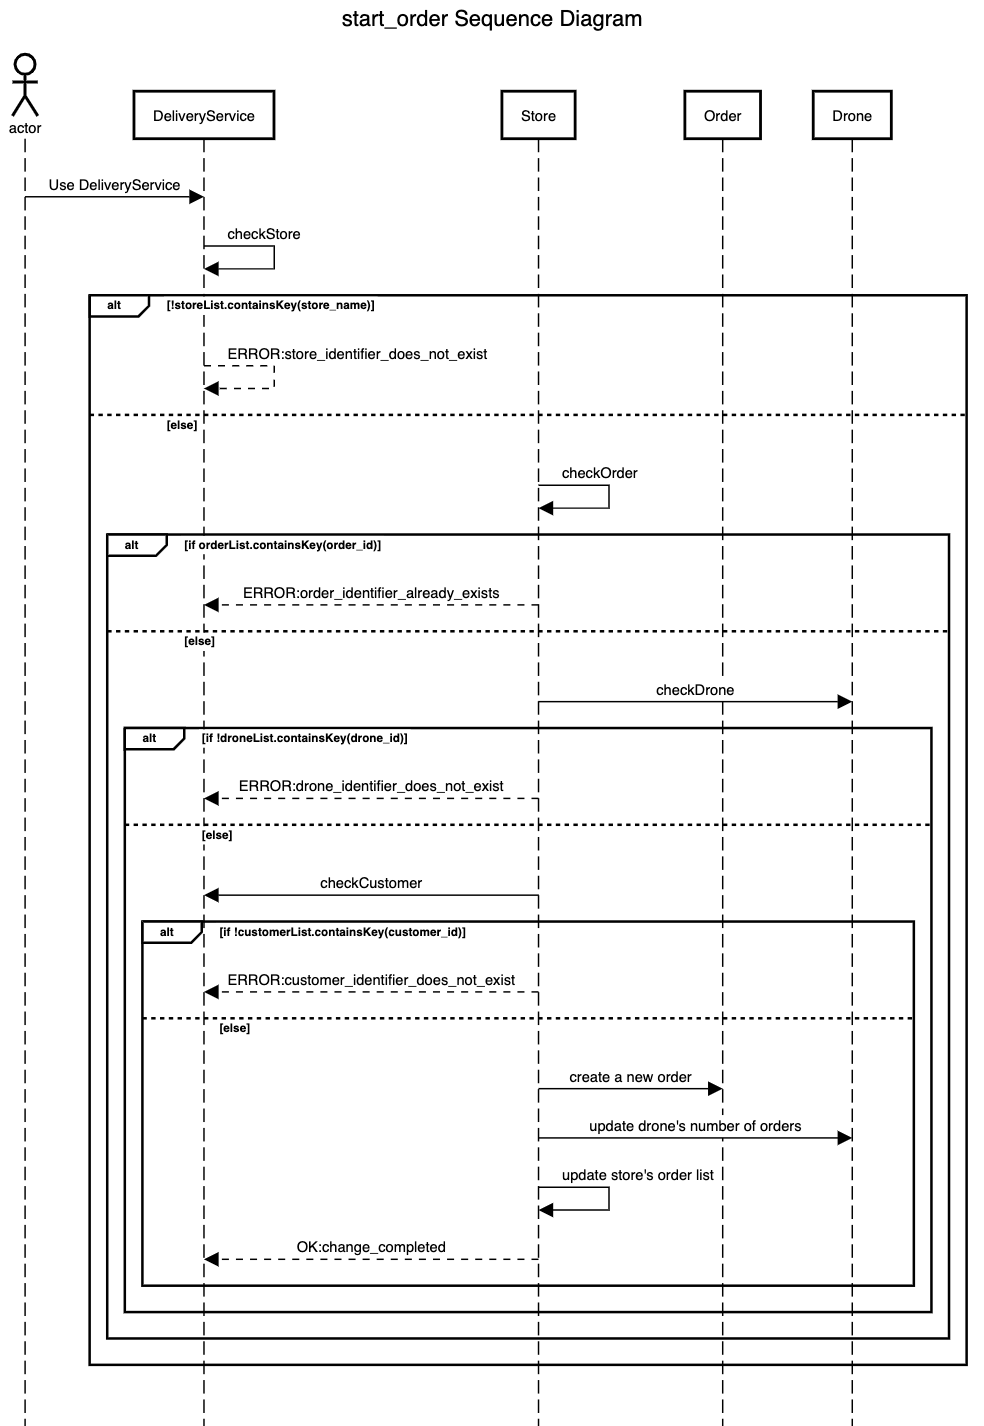 start_order Sequence Diagram
actor
DeliveryService
Store
Order
Drone
Use DeliveryService
checkStore
alt
[!storeList.containsKey(store_name)]
ERROR:store_identifier_does_not_exist
[else]
checkOrder
alt
[if orderList.containsKey(order_id)]
ERROR:order_identifier_already_exists
[else]
checkDrone
alt
[if !droneList.containsKey(drone_id)]
ERROR:drone_identifier_does_not_exist
[else]
checkCustomer
alt
[if !customerList.containsKey(customer_id)]
ERROR:customer_identifier_does_not_exist
[else]
create a new order
update drone's number of orders
update store's order list
OK:change_completed